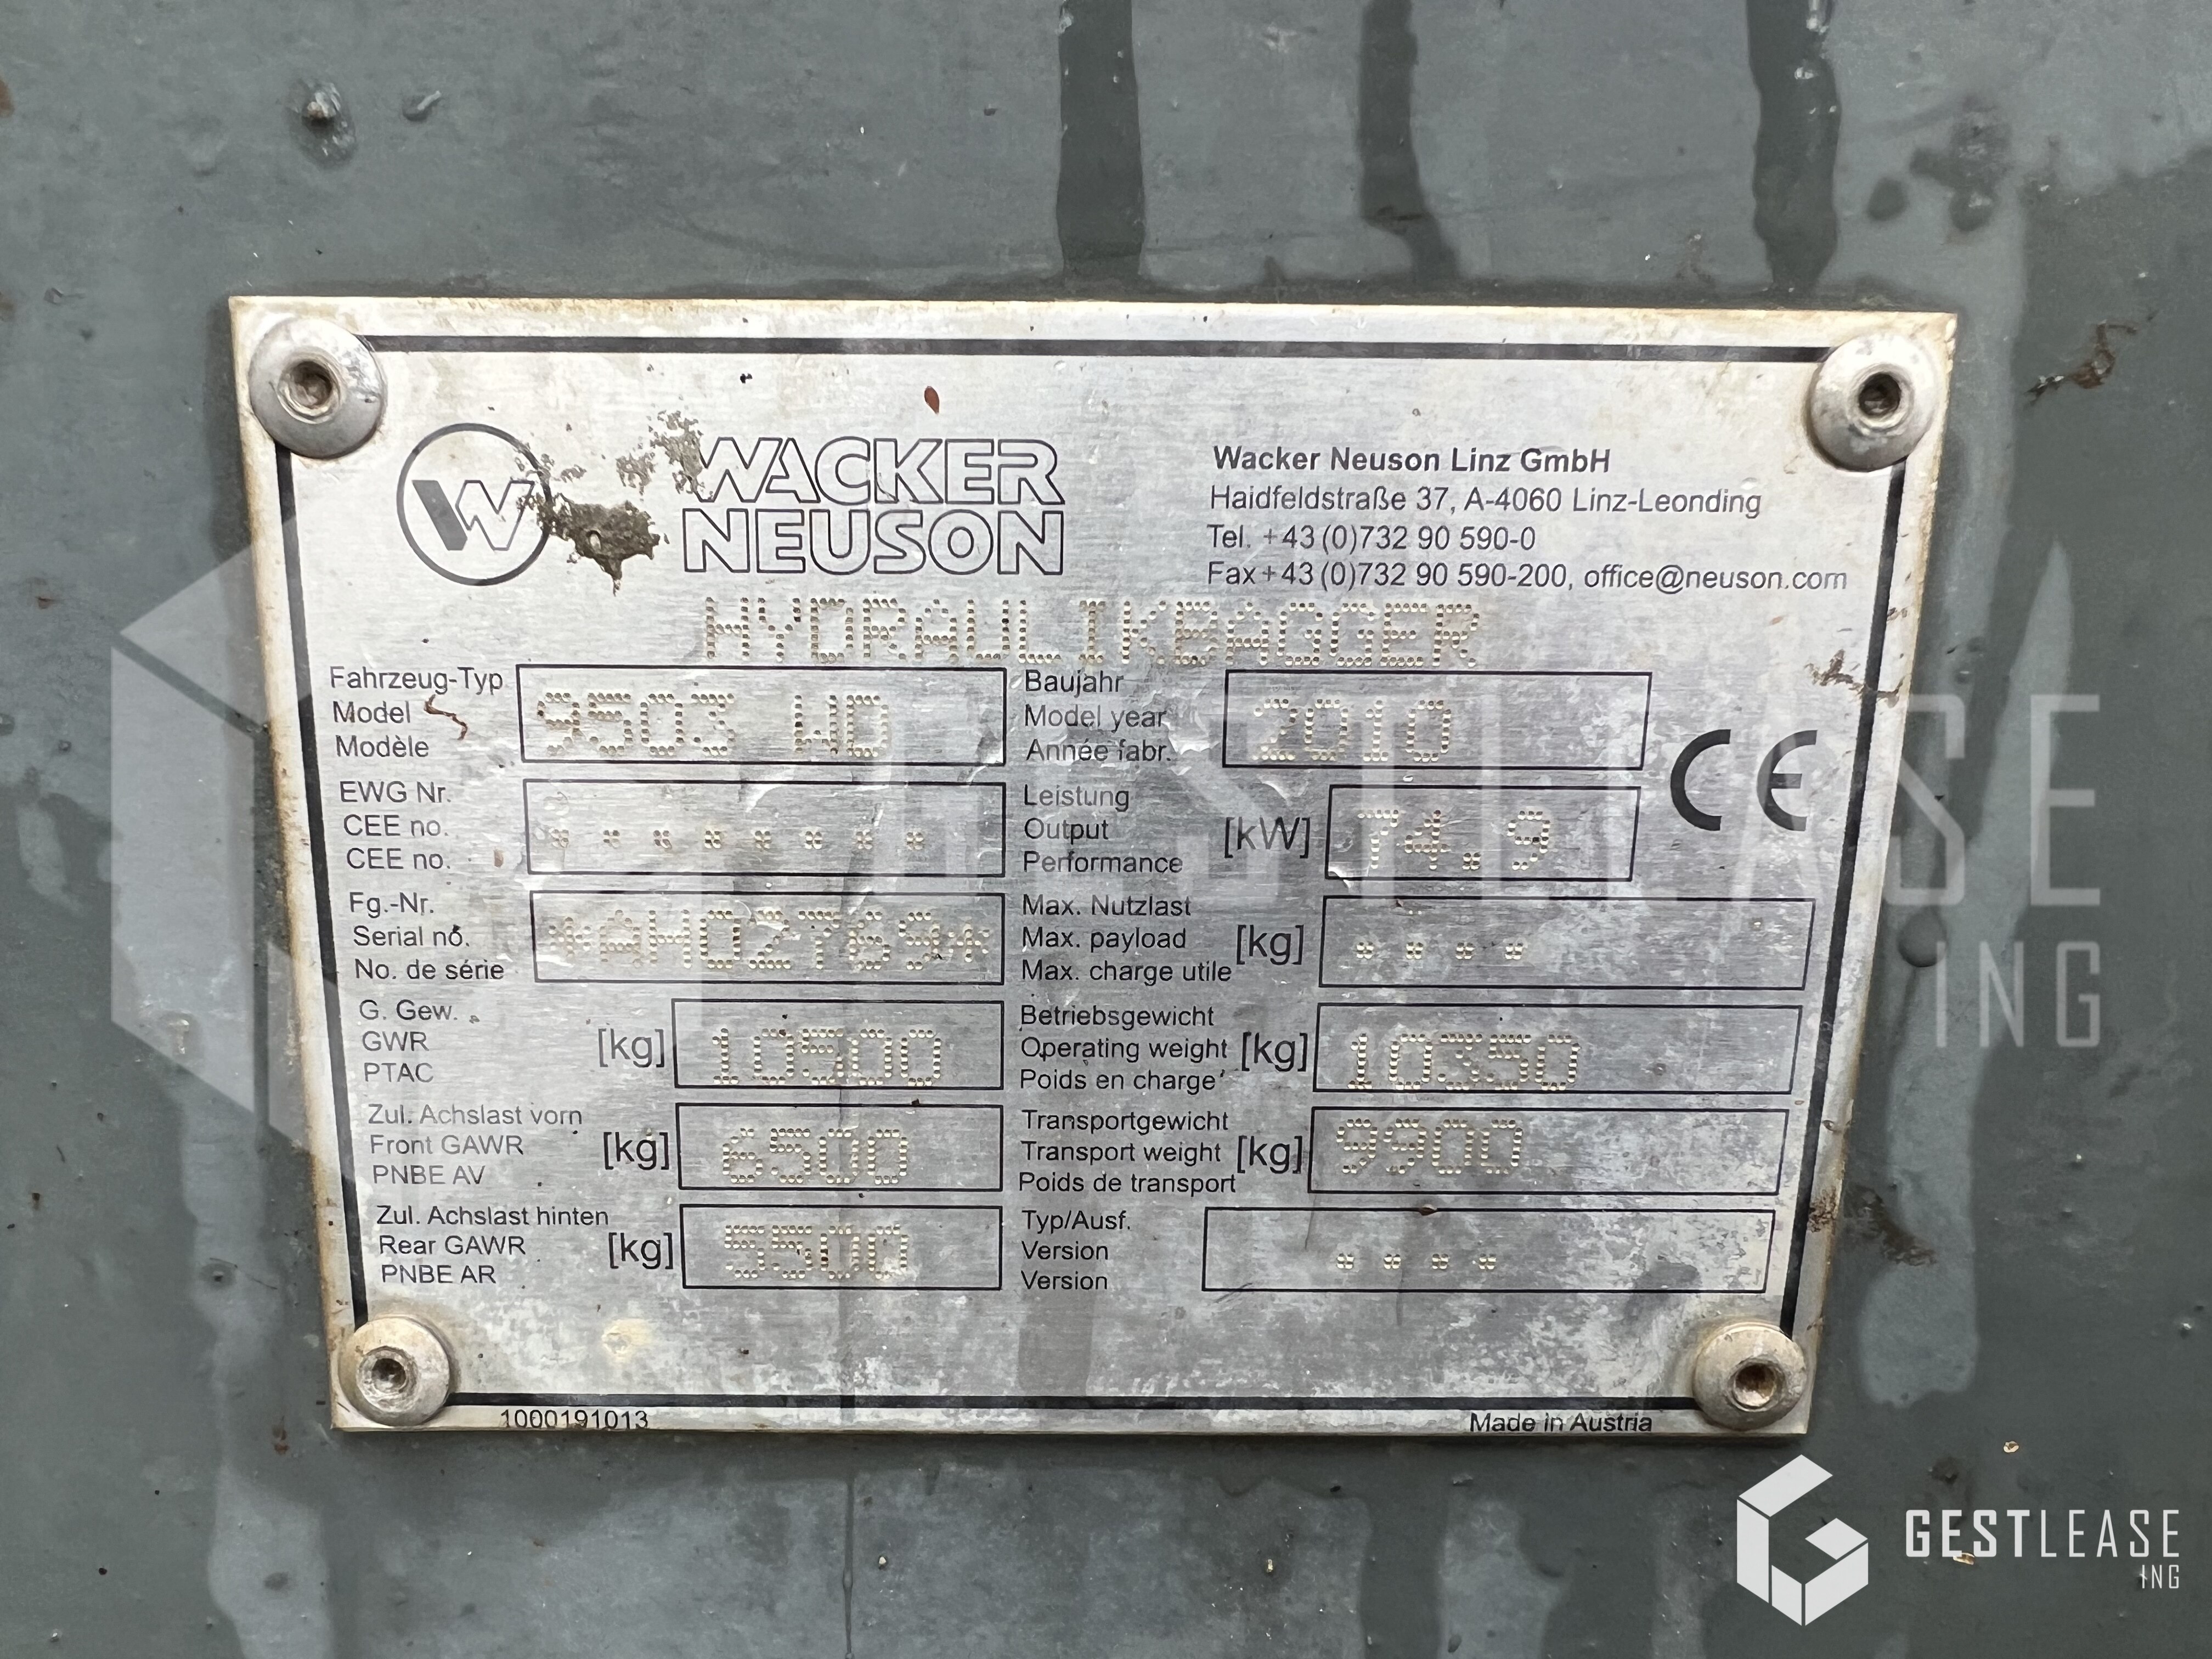 WACKER
NEUSON
Wacker Neuson Linz GmbH
Haidfeldstraße 37, A-4060 Linz-Leonding
Tel. +43 (0)732 90 590-0
Fax+43 (0)732 90 590-200, office@neuson.com
HYDRAULIKBAGGER
Fahrzeug-Typ
Model
Modèle
9503 WD
Baujahr
Model year
Année fabr.
2010
CE
EWG Nr.
CEE no.
CEE no.
. . . . . . . .
Leistung
Output
Performance
[kW]
74.9
Fg.-Nr.
Serial no.
No. de série
*AH02769*
Max. Nutzlast
Max. payload
Max. charge utile
[kg]
. . . .
G. Gew.
GWR
PTAC
[kg]
10500
Betriebsgewicht
Operating weight
Poids en charge
[kg]
10350
Zul. Achslast vorn
Front GAWR
PNBE AV
[kg]
6500
Transportgewicht
Transport weight
Poids de transport
[kg]
9900
Zul. Achslast hinten
Rear GAWR
PNBE AR
[kg]
5500
Typ/Ausf.
Version
Version
. . . .
1000191013
Made in Austria
GESTLEASE
ING
GESTLEASE
ING